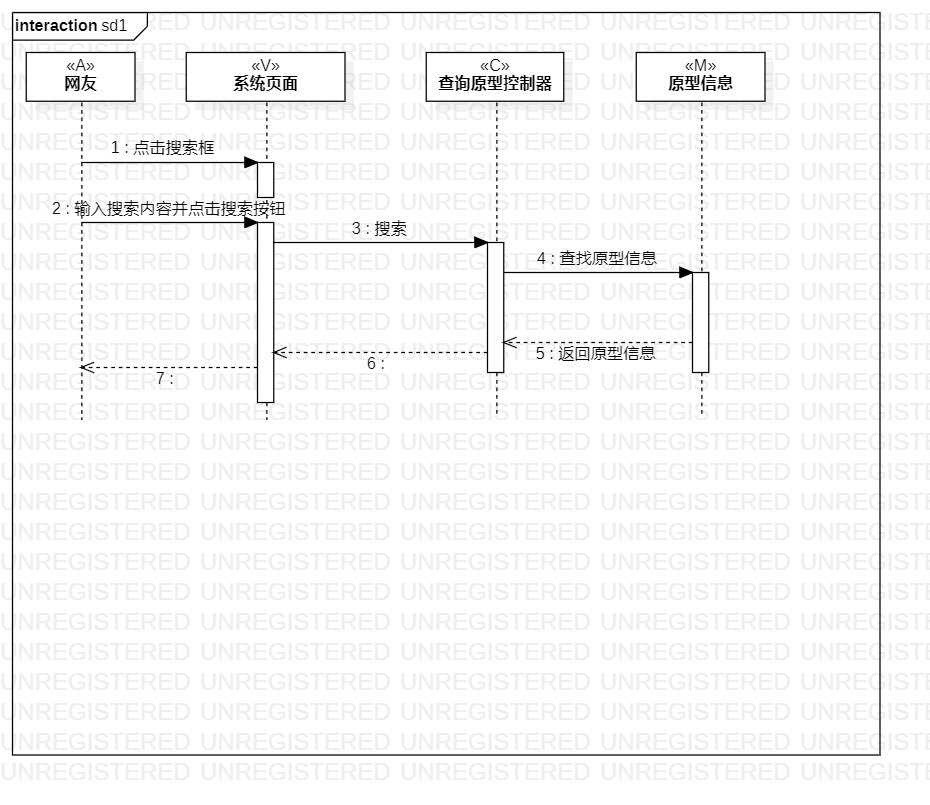 interaction sd1
«A»
网友
«V»
系统页面
«C»
查询原型控制器
«M»
原型信息
1 : 点击搜索框
2 : 输入搜索内容并点击搜索按钮
3 : 搜索
4 : 查找原型信息
5 : 返回原型信息
6 :
7 :
UNREGISTERED UNREGISTERED UNREGISTERED UNREGISTERED UNREGISTERED